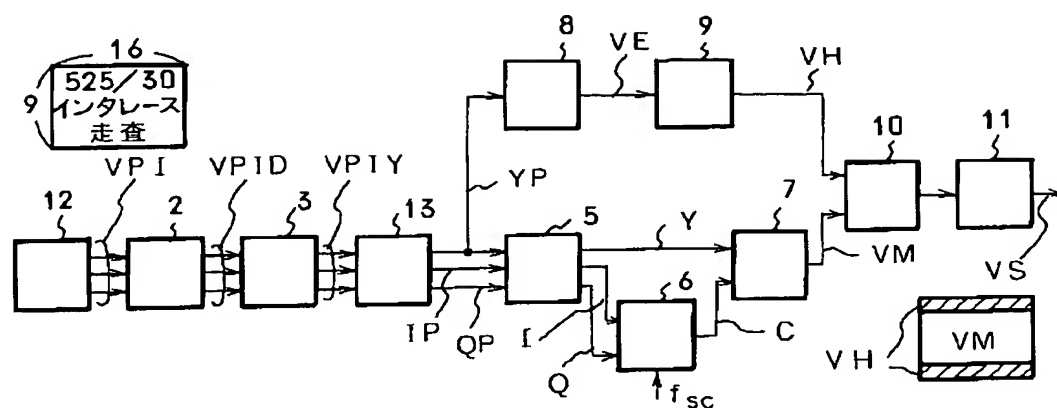 16
9
525/30
インタレース
走査
8
VE
9
VH
10
11
VPI
VPID
VPIY
YP
12
2
3
13
5
Y
7
VM
VS
IP
QP
I
Q
6
C
fsc
VH
VM